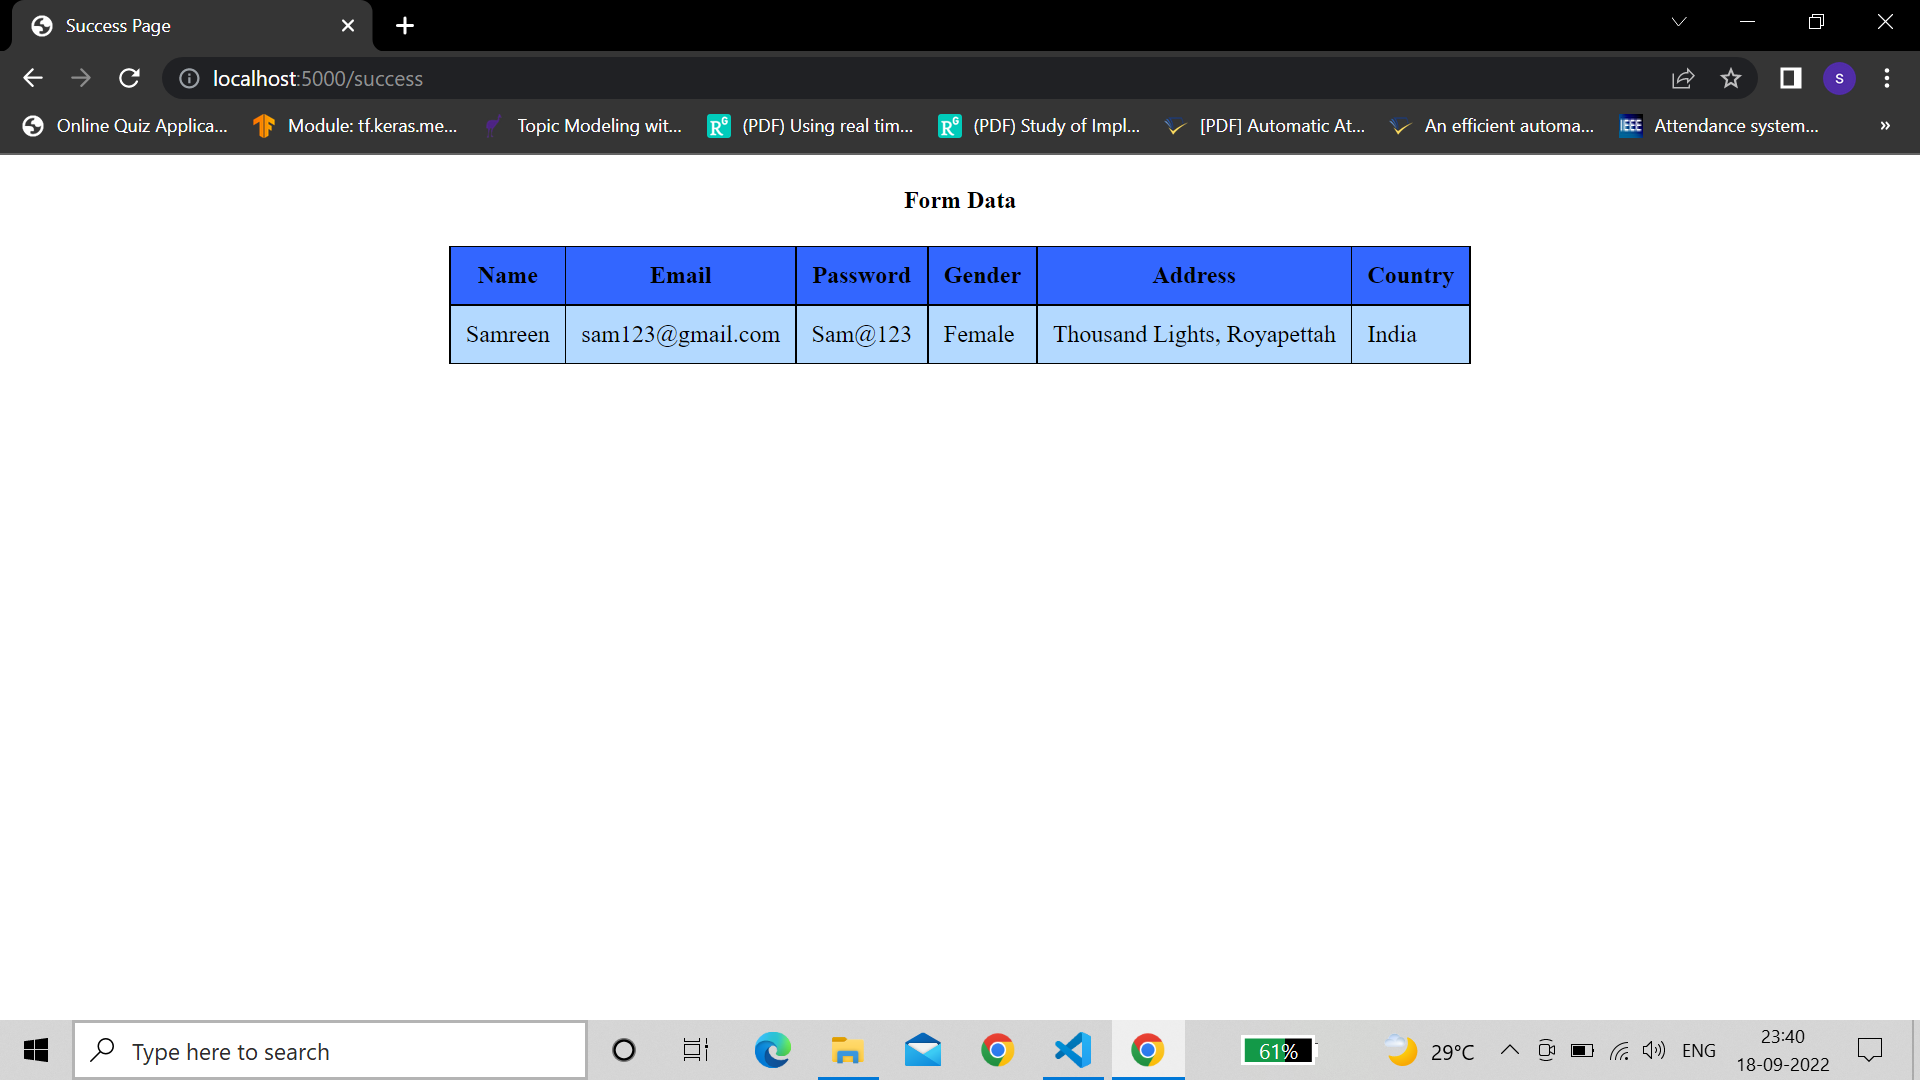 Success Page
localhost:5000/success
S
Online Quiz Applica... Module: tf.keras.me... Topic Modeling wit... RG (PDF) Using real tim... RG (PDF) Study of Impl... [PDF] Automatic At... An efficient automa... IEEE Attendance system... »
Form Data
Name Email Password Gender Address Country
Samreen sam123@gmail.com Sam@123 Female Thousand Lights, Royapettah India
Type here to search
61%
29°C
ENG
23:40
18-09-2022